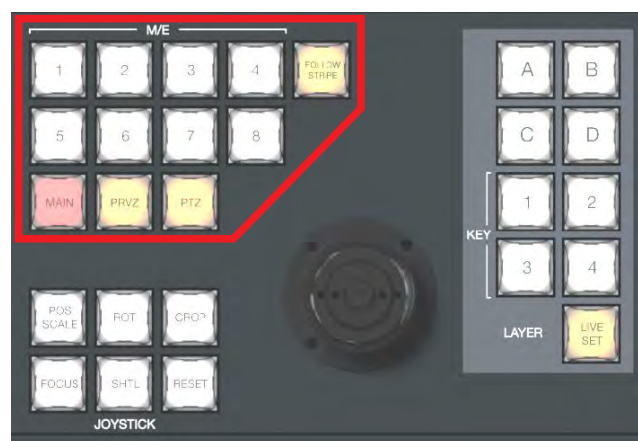 M/E
1 2 3 4 FOLLOW STRIPE
5 6 7 8
MAIN PRVZ PTZ
A B
C D
KEY
1 2
3 4
LAYER
LIVE SET
POS SCALE
ROT
CROP
FOCUS
SHTL
RESET
JOYSTICK